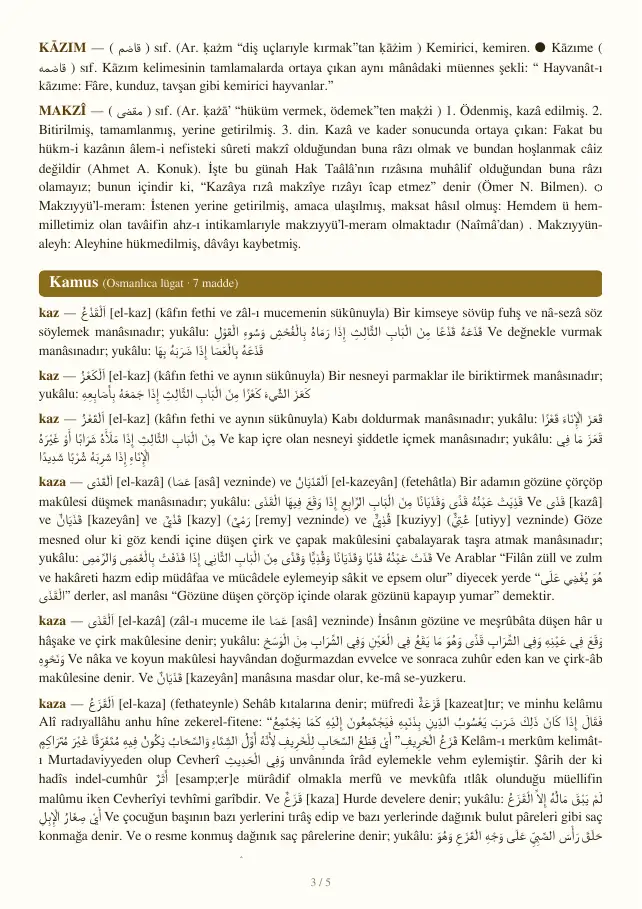 KĀZIM — ( قاضم ) sıf. (Ar. ḳażm “diş uçlarıyle kırmak”tan ḳāżim ) Kemirici, kemiren. ● Kāzıme (
قاضمه ) sıf. Kāzım kelimesinin tamlamalarda ortaya çıkan aynı mânâdaki müennes şekli: “ Hayvanât-ı
kāzıme: Fâre, kunduz, tavşan gibi kemirici hayvanlar.”
MAKZÎ — ( مقضى ) sıf. (Ar. ḳażā’ “hüküm vermek, ödemek”ten maḳżі ) 1. Ödenmiş, kazâ edilmiş. 2.
Bitirilmiş, tamamlanmış, yerine getirilmiş. 3. din. Kazâ ve kader sonucunda ortaya çıkan: Fakat bu
hükm-i kazânın âlem-i nefisteki sûreti makzî olduğundan buna râzı olmak ve bundan hoşlanmak câiz
değildir (Ahmet A. Konuk). İşte bu günah Hak Taâlâ’nın rızâsına muhâlif olduğundan buna râzı
olamayız; bunun içindir ki, “Kazâya rızâ makzîye rızâyı îcap etmez” denir (Ömer N. Bilmen). ○
Makzıyyü’l-meram: İstenen yerine getirilmiş, amaca ulaşılmış, maksat hâsıl olmuş: Hemdem ü hem-
milletimiz olan tavâifin ahz-ı intikamlarıyle makzıyyü’l-meram olmaktadır (Naîmâ’dan) . Makzıyyün-
aleyh: Aleyhine hükmedilmiş, dâvâyı kaybetmiş.
Kamus (Osmanlıca lügat · 7 madde)
kaz — اَلْقَذْعُ [el-kaz] (kâfın fethi ve zâl-ı mucemenin sükûnuyla) Bir kimseye sövüp fuhş ve nâ-sezâ söz
söylemek manâsınadır; yukâlu: قَذَعَهُ قَذْعًا مِنَ الْبَابِ الثَّالِثِ إِذَا رَمَاهُ بِالْفُحْشِ وَسُوءِ الْقَوْلِ Ve değnekle vurmak
manâsınadır; yukâlu: قَذَعَهُ بِالْعَصَا إِذَا ضَرَبَهُ بِهَا
kaz — اَلْكَعْزُ [el-kaz] (kâfın fethi ve aynın sükûnuyla) Bir nesneyi parmaklar ile biriktirmek manâsınadır;
yukâlu: كَعَزَ الشَّيْءَ كَعْزًا مِنَ الْبَابِ الثَّالِثِ إِذَا جَمَعَهُ بِأَصَابِعِهِ
kaz — اَلْقَعْزُ [el-kaz] (kâfın fethi ve aynın sükûnuyla) Kabı doldurmak manâsınadır; yukâlu: قَعَزَ الْإِنَاءَ قَعْزًا
مِنَ الْبَابِ الثَّالِثِ إِذَا مَلَأَهُ شَرَابًا أَوْ غَيْرَهُ Ve kap içre olan nesneyi şiddetle içmek manâsınadır; yukâlu: قَعَزَ مَا فِي
الْإِنَاءِ إِذَا شَرِبَهُ شُرْبًا شَدِيدًا
kaza — اَلْقَذَى [el-kazâ] (عَصَا [asâ] vezninde) ve اَلْقَذَيَانُ [el-kazeyân] (fetehâtla) Bir adamın gözüne çörçöp
makûlesi düşmek manâsınadır; yukâlu: قَذِيَتْ عَيْنُهُ قَذًى وَقَذَيَانًا مِنَ الْبَابِ الرَّابِعِ إِذَا وَقَعَ فِيهَا الْقَذَى Ve قَذَى [kazâ]
ve قَذَيَانٌ [kazeyân] ve قَذْيٌ [kazy] (رَمْيٌ [remy] vezninde) ve قُذِيٌّ [kuziyy] (عُتِيٌّ [utiyy] vezninde) Göze
mesned olur ki göz kendi içine düşen çirk ve çapak makûlesini çabalayarak taşra atmak manâsınadır;
yukâlu: قَذَتْ عَيْنُهُ قَذْيًا وَقَذَيَانًا وَقُذِيًّا وَقَذًى مِنَ الْبَابِ الثَّانِي إِذَا قَذَفَتْ بِالْغَمَصِ وَالرَّمَصِ Ve Arablar “Filân züll ve zulm
ve hakâreti hazm edip müdâfaa ve mücâdele eylemeyip sâkit ve epsem olur” diyecek yerde “هُوَ يُغْضِي عَلَى
الْقَذَى” derler, asl manâsı “Gözüne düşen çörçöp içinde olarak gözünü kapayıp yumar” demektir.
kaza — اَلْقَذَى [el-kazâ] (zâl-ı muceme ile عَصَا [asâ] vezninde) İnsânın gözüne ve meşrûbâta düşen hâr u
hâşake ve çirk makûlesine denir; yukâlu: وَقَعَ فِي عَيْنِهِ وَفِي الشَّرَابِ قَذًى وَهُوَ مَا يَقَعُ فِي الْعَيْنِ وَفِي الشَّرَابِ مِنَ الْوَسَخِ
وَنَحْوِهِ Ve nâka ve koyun makûlesi hayvândan doğurmazdan evvelce ve sonraca zuhûr eden kan ve çirk-âb
makûlesine denir. Ve قَذَيَانٌ [kazeyân] manâsına masdar olur, ke-mâ se-yuzkeru.
kaza — اَلْقَزَعُ [el-kaza] (fethateynle) Sehâb kıtalarına denir; müfredi قَزَعَةٌ [kazeat]tır; ve minhu kelâmu
Alî radıyallâhu anhu hîne zekerel-fitene: “فَقَالَ إِذَا كَانَ ذَلِكَ ضَرَبَ يَعْسُوبُ الدِّينِ بِذَنَبِهِ فَيَجْتَمِعُونَ إِلَيْهِ كَمَا يَجْتَمِعُ
قَزَعُ الْخَرِيفِ” أَيْ قِطَعُ السَّحَابِ لِلْخَرِيفِ لِأَنَّهُ أَوَّلُ الشِّتَاءِ وَالسَّحَابُ يَكُونُ فِيهِ مُتَفَرِّقًا غَيْرَ مُتَرَاكِمٍ Kelâm-ı merkûm kelimât-
ı Murtadaviyyeden olup Cevherî وَفِي الْحَدِيثِ unvânında îrâd eylemekle vehm eylemiştir. Şârih der ki
hadîs indel-cumhûr أَثَرٌ [esamp;er]e mürâdif olmakla merfû ve mevkûfa ıtlâk olunduğu müellifin
malûmu iken Cevherîyi tevhîmi garîbdir. Ve قَزَعٌ [kaza] Hurde develere denir; yukâlu: لَمْ يَبْقَ مَالُهُ إِلاَّ الْقَزَعُ
أَيْ صِغَارُ الْإِبِلِ Ve çocuğun başının bazı yerlerini tırâş edip ve bazı yerlerinde dağınık bulut pâreleri gibi saç
konmağa denir. Ve o resme konmuş dağınık saç pârelerine denir; yukâlu: حَلَقَ رَأْسَ الصَّبِيِّ عَلَى وَجْهِ الْقَزَعِ وَهُوَ
3 / 5